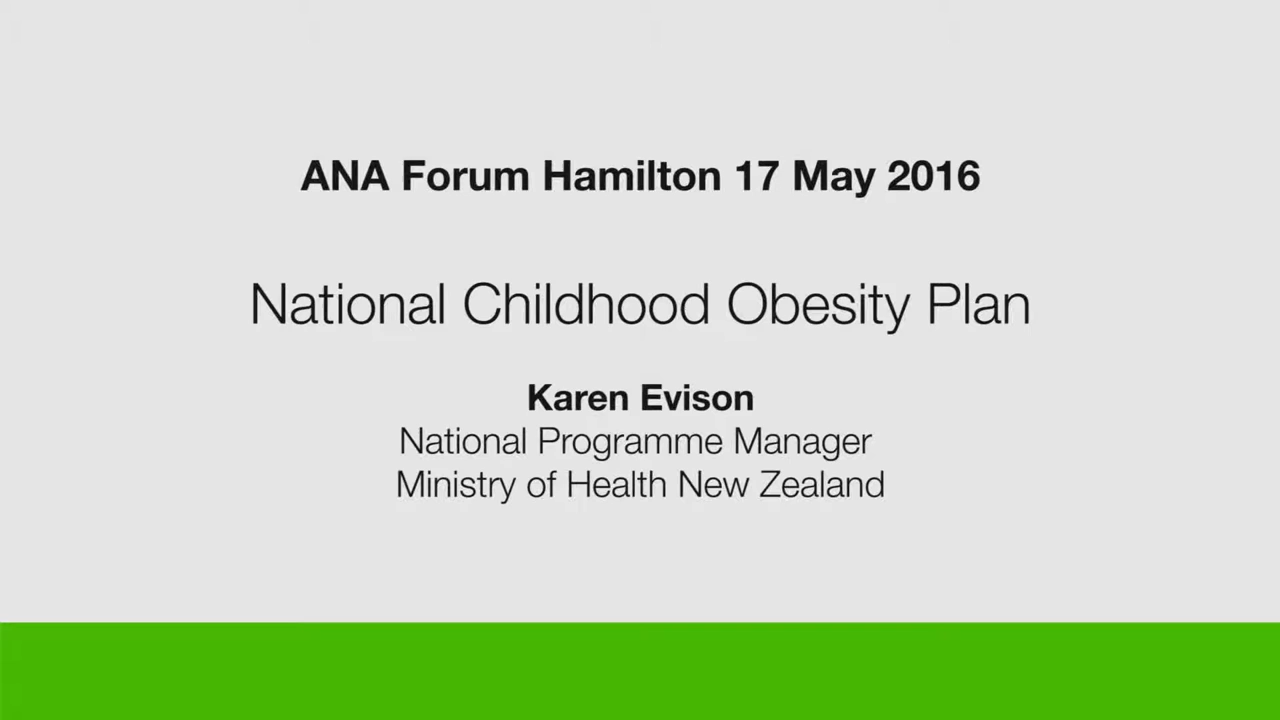 ANA Forum Hamilton 17 May 2016
National Childhood Obesity Plan
Karen Evison
National Programme Manager
Ministry of Health New Zealand